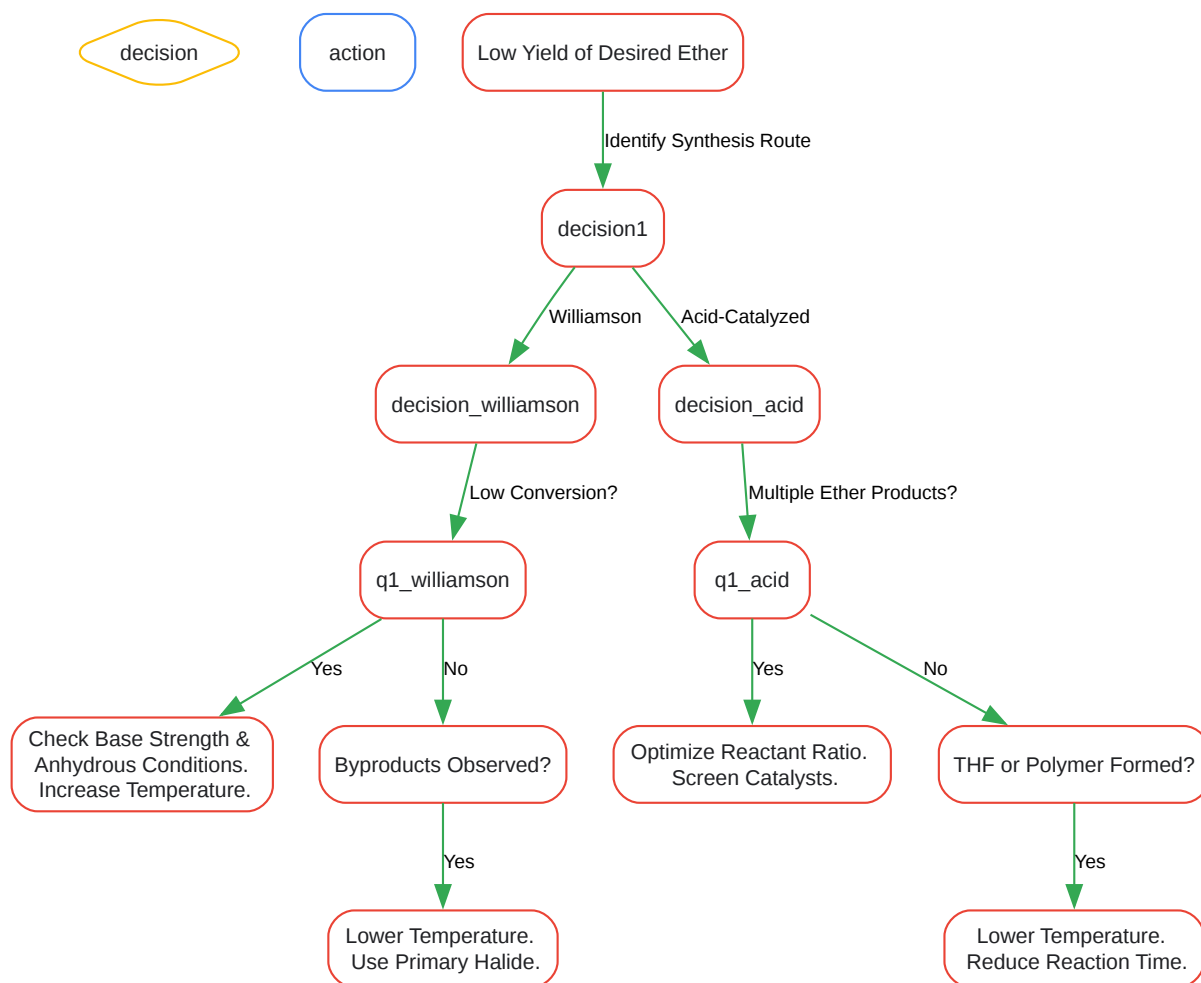 decision
action
Low Yield of Desired Ether
Identify Synthesis Route
decision1
Williamson
Acid-Catalyzed
decision_williamson
decision_acid
Low Conversion?
Multiple Ether Products?
q1_williamson
q1_acid
Yes
No
Yes
No
Check Base Strength &
Anhydrous Conditions.
Increase Temperature.
Byproducts Observed?
Optimize Reactant Ratio.
Screen Catalysts.
THF or Polymer Formed?
Yes
Yes
Lower Temperature.
Use Primary Halide.
Lower Temperature.
Reduce Reaction Time.